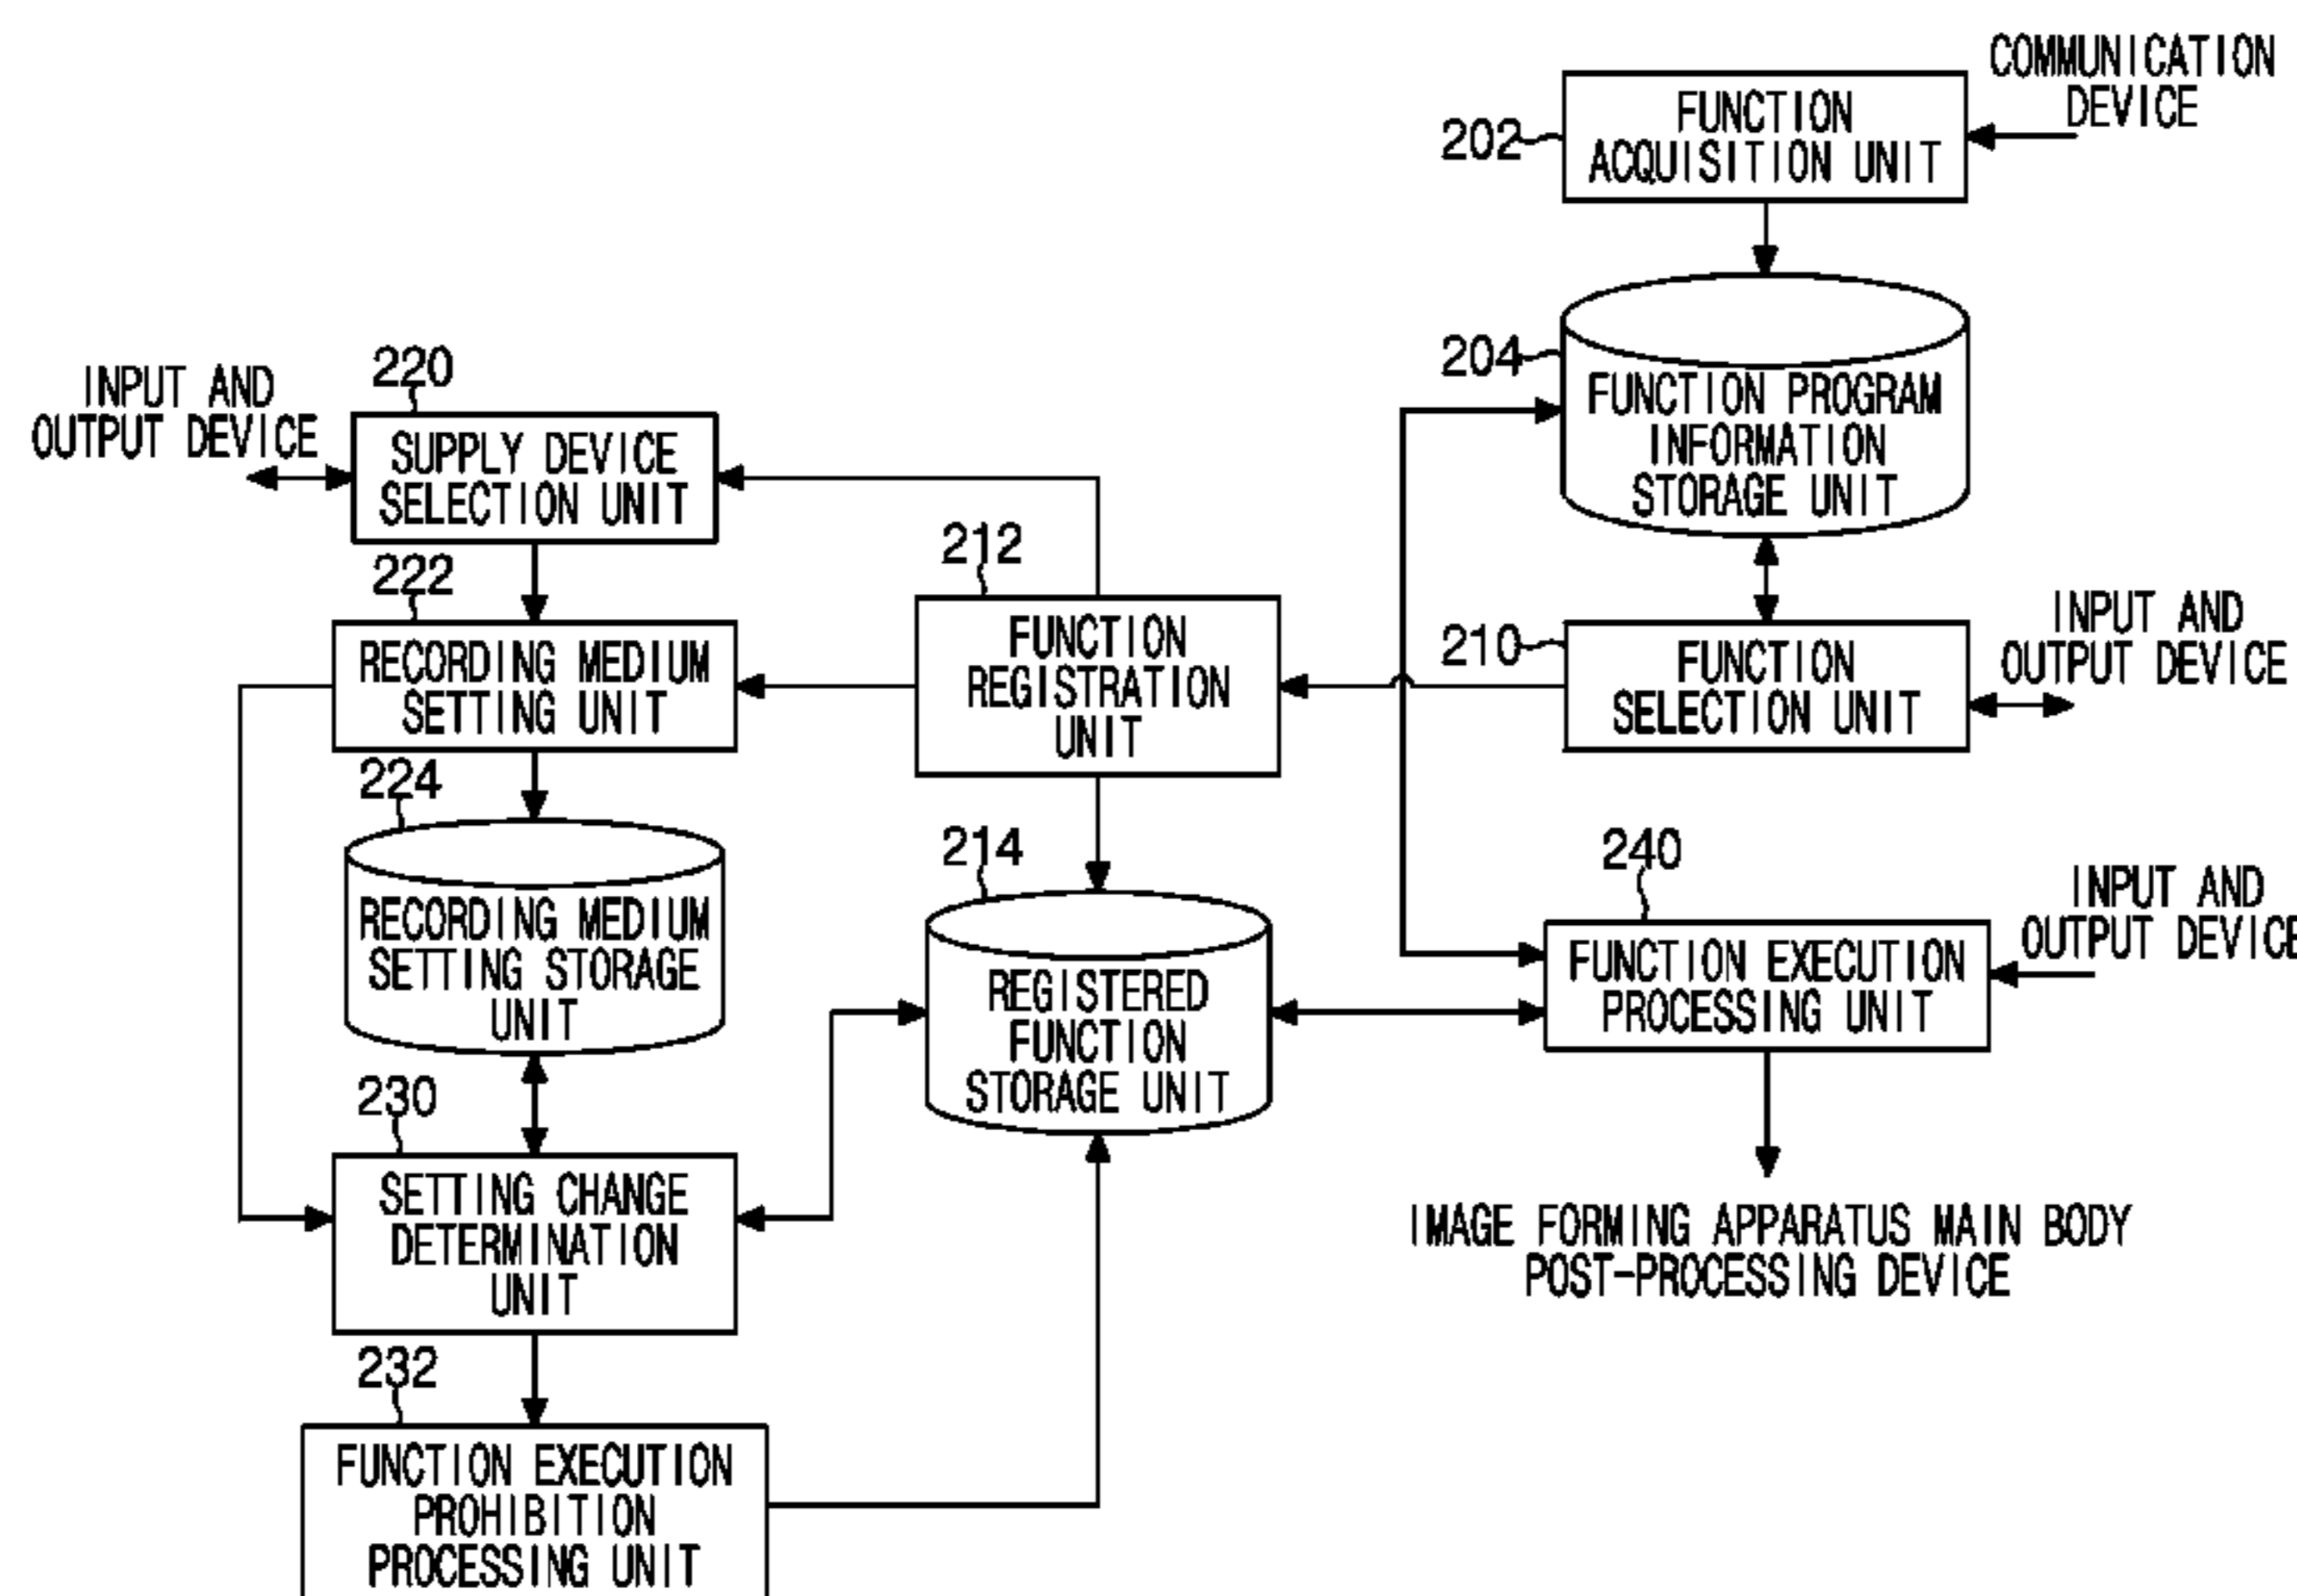 COMMUNICATION
DEVICE
202
FUNCTION
ACQUISITION UNIT
204
FUNCTION PROGRAM
INFORMATION
STORAGE UNIT
INPUT AND
OUTPUT DEVICE
220
SUPPLY DEVICE
SELECTION UNIT
212
FUNCTION
REGISTRATION
UNIT
210
FUNCTION
SELECTION UNIT
INPUT AND
OUTPUT DEVICE
222
RECORDING MEDIUM
SETTING UNIT
224
RECORDING MEDIUM
SETTING STORAGE
UNIT
214
REGISTERED
FUNCTION
STORAGE UNIT
240
FUNCTION EXECUTION
PROCESSING UNIT
INPUT AND
OUTPUT DEVICE
230
SETTING CHANGE
DETERMINATION
UNIT
IMAGE FORMING APPARATUS MAIN BODY
POST-PROCESSING DEVICE
232
FUNCTION EXECUTION
PROHIBITION
PROCESSING UNIT